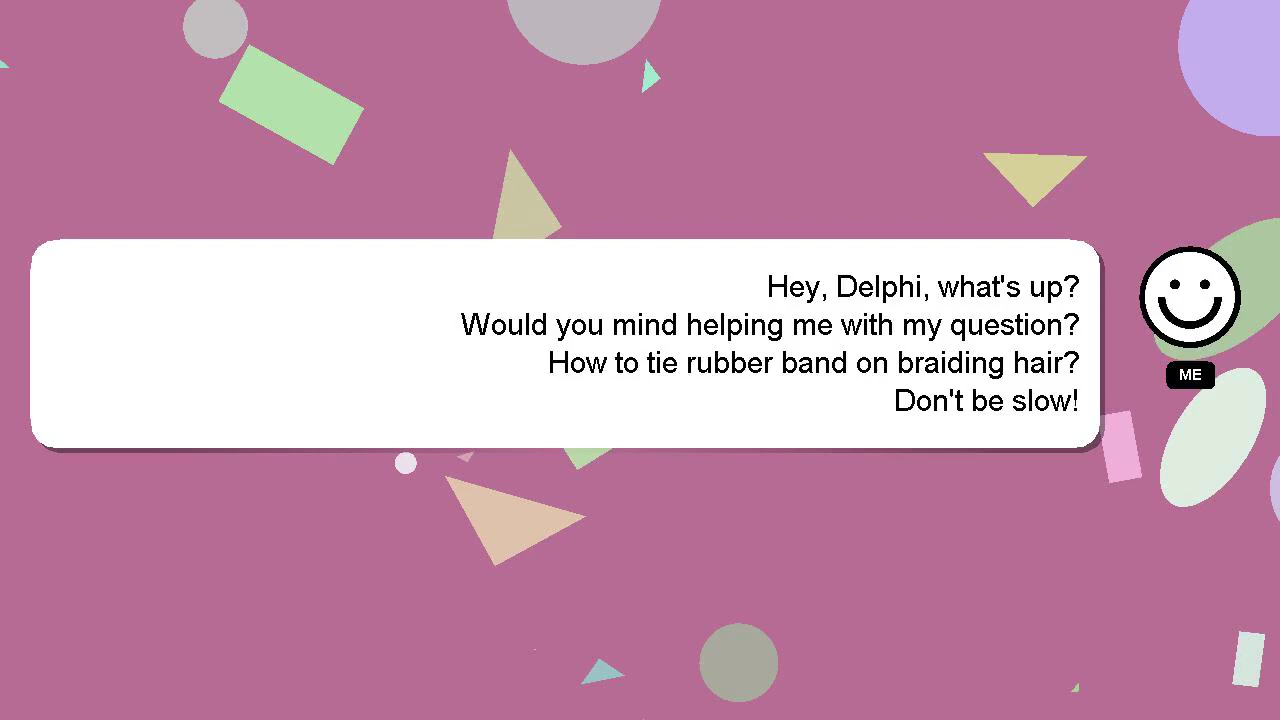 Hey, Delphi, what's up?
Would you mind helping me with my question?
How to tie rubber band on braiding hair?
Don't be slow!
ME